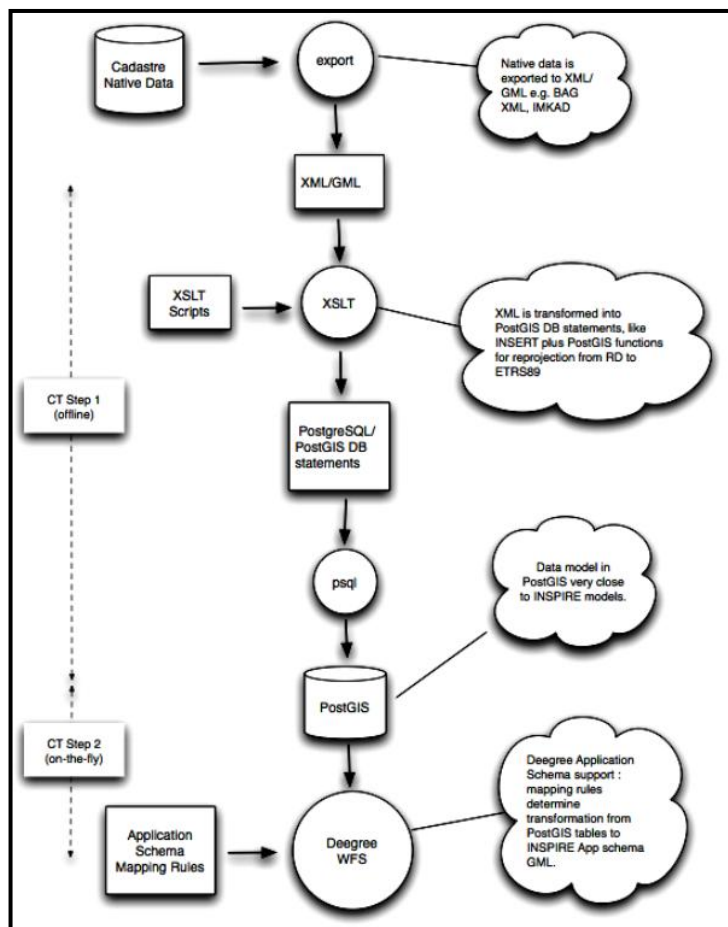 Cadastre
Native Data
export
Native data is
exported to XML/
GML e.g. BAG
XML, IMKAD
XML/GML
XSLT
Scripts
XSLT
XML is transformed into
PostGIS DB statements, like
INSERT plus PostGIS functions
for reprojection from RD to
ETRS89
CT Step 1
(offline)
PostgreSQL/
PostGIS DB
statements
psql
Data model in
PostGIS very close
to INSPIRE models.
PostGIS
CT Step 2
(on-the-fly)
Deegree Application
Schema support :
mapping rules
determine
transformation from
PostGIS tables to
INSPIRE App schema
GML.
Application
Schema
Mapping Rules
Deegree
WFS